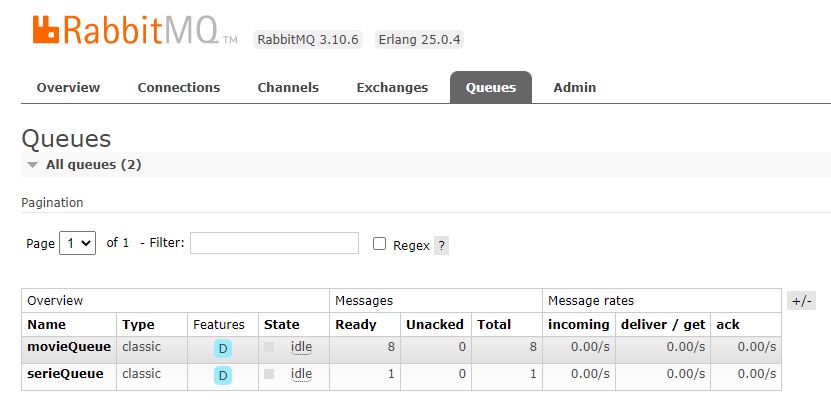 RabbitMQ TM RabbitMQ 3.10.6 Erlang 25.0.4
Overview Connections Channels Exchanges Queues Admin
Queues
All queues (2)
Pagination
Page 1 of 1 - Filter: Regex ?
Overview Messages Message rates +/-
Name Type Features State Ready Unacked Total incoming deliver / get ack
movieQueue classic D idle 8 0 8 0.00/s 0.00/s 0.00/s
serieQueue classic D idle 1 0 1 0.00/s 0.00/s 0.00/s